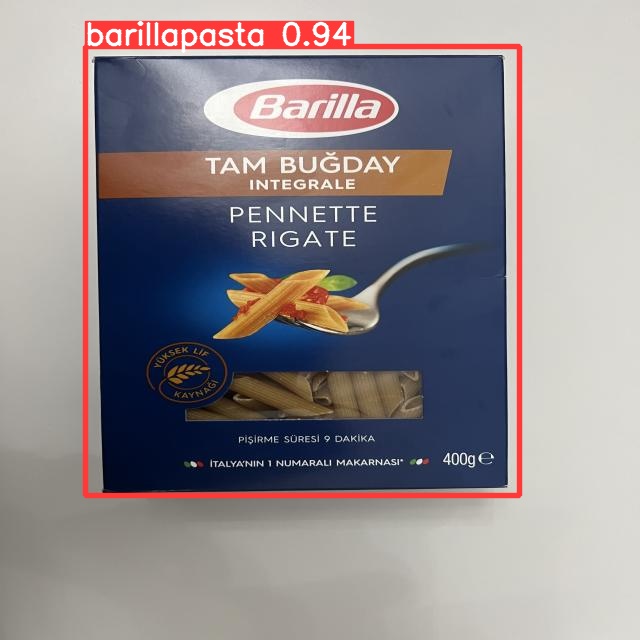 barillapasta 0.94
Barilla
TAM BUĞDAY
INTEGRALE
PENNETTE
RIGATE
YÜKSEK LİF
KAYNAĞI
PİŞİRME SÜRESİ 9 DAKİKA
İTALYA'NIN 1 NUMARALI MAKARNASI*
400g ℮